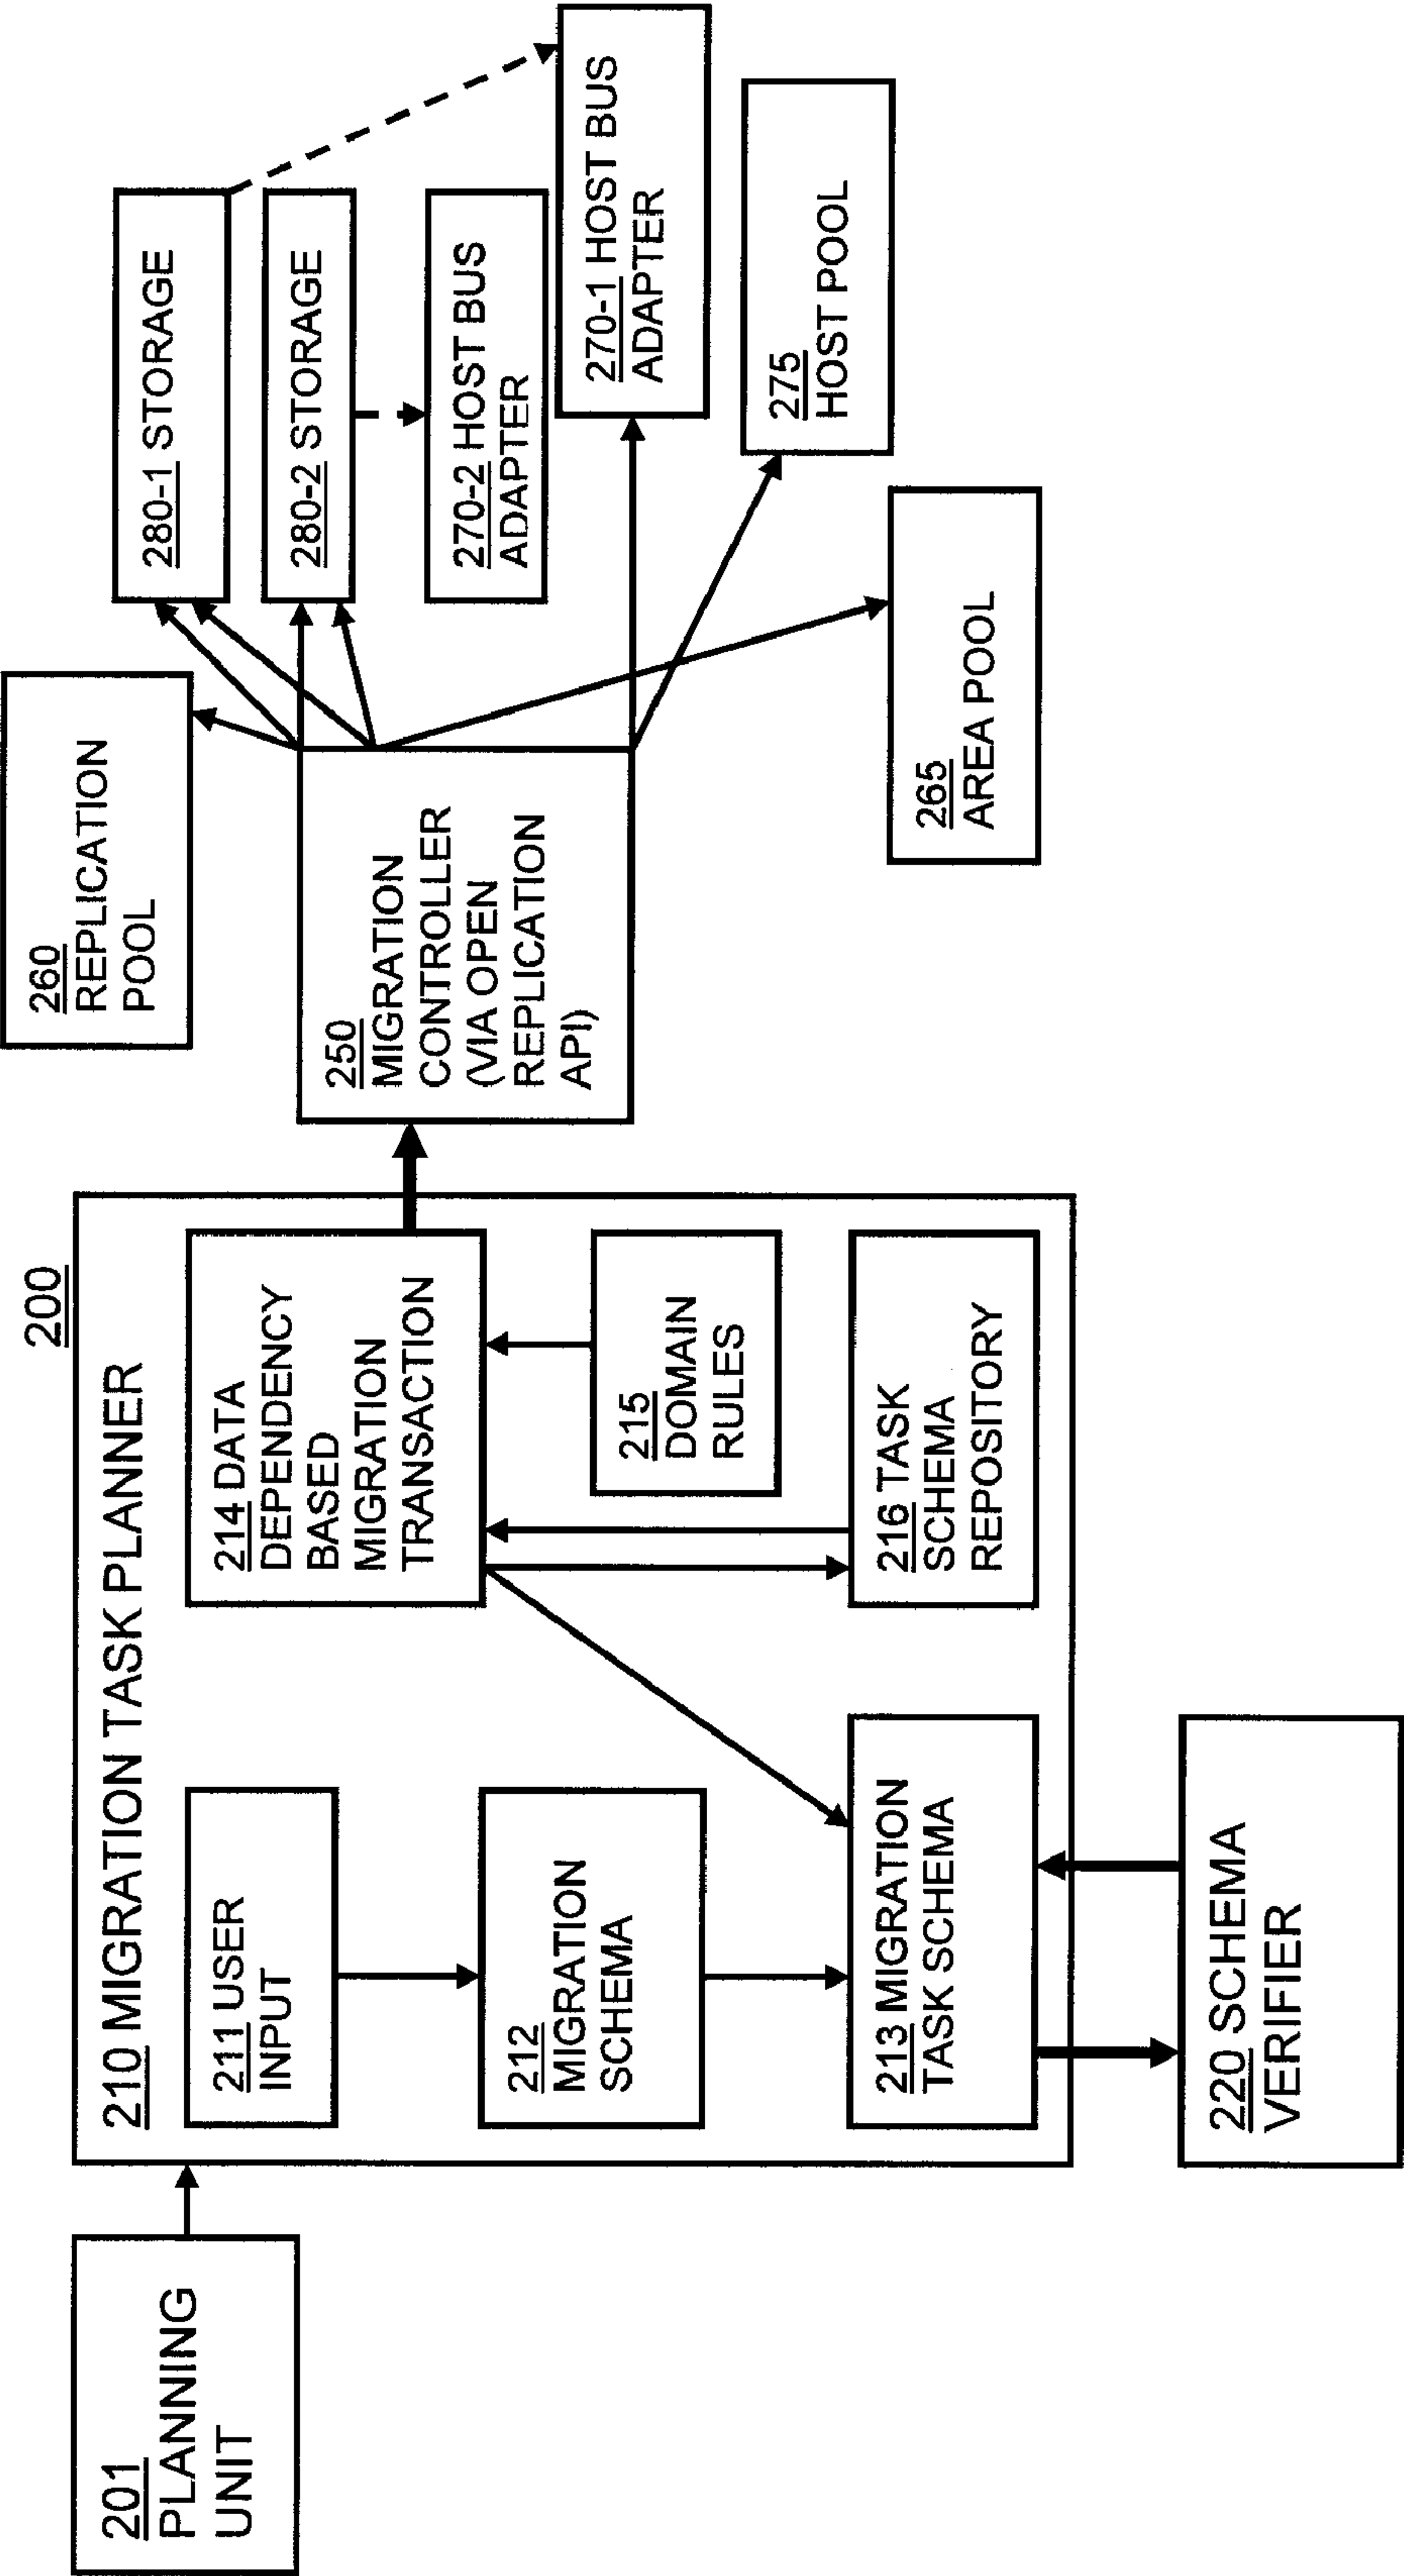 200
201
PLANNING
UNIT
210 MIGRATION TASK PLANNER
211 USER
INPUT
212
MIGRATION
SCHEMA
213 MIGRATION
TASK SCHEMA
214 DATA
DEPENDENCY
BASED
MIGRATION
TRANSACTION
215
DOMAIN
RULES
216 TASK
SCHEMA
REPOSITORY
220 SCHEMA
VERIFIER
250
MIGRATION
CONTROLLER
(VIA OPEN
REPLICATION
API)
260
REPLICATION
POOL
280-1 STORAGE
280-2 STORAGE
270-2 HOST BUS
ADAPTER
270-1 HOST BUS
ADAPTER
275
HOST POOL
265
AREA POOL